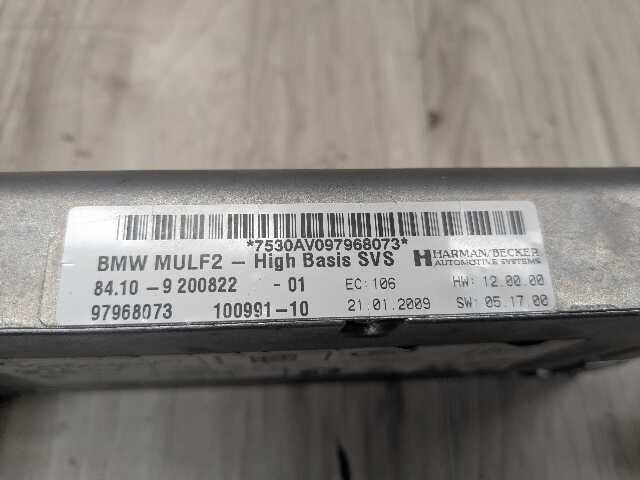 *7530AV097968073*
BMW MULF2 - High Basis SVS HARMAN/BECKER
AUTOMOTIVE SYSTEMS
84.10-9 200822 -01 EC:106 HW: 12.00.00
97968073 100991-10 21.01.2009 SW: 05.17.00